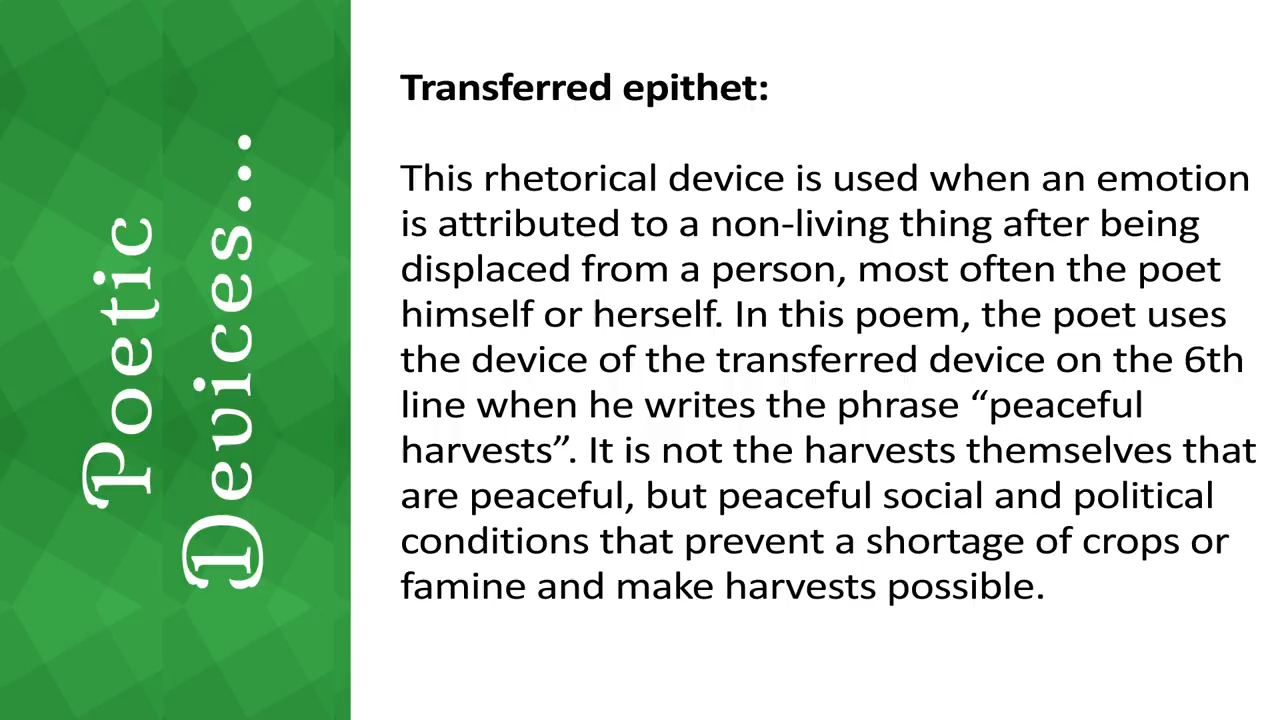 Poetic
Devices...
Transferred epithet:
This rhetorical device is used when an emotion
is attributed to a non-living thing after being
displaced from a person, most often the poet
himself or herself. In this poem, the poet uses
the device of the transferred device on the 6th
line when he writes the phrase “peaceful
harvests”. It is not the harvests themselves that
are peaceful, but peaceful social and political
conditions that prevent a shortage of crops or
famine and make harvests possible.